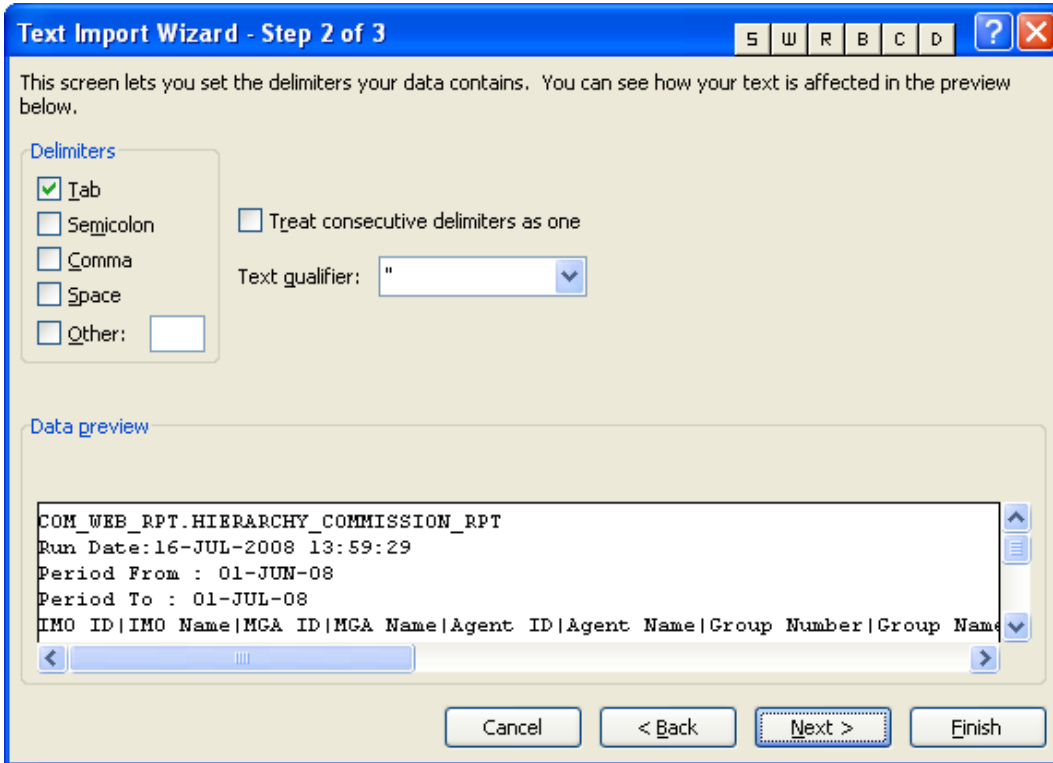 Text Import Wizard - Step 2 of 3
S W R B C D
This screen lets you set the delimiters your data contains. You can see how your text is affected in the preview
below.
Delimiters
Tab
Semicolon
Comma
Space
Other:
Treat consecutive delimiters as one
Text qualifier: "
Data preview
COM_WEB_RPT.HIERARCHY_COMMISSION_RPT
Run Date:16-JUL-2008 13:59:29
Period From : 01-JUN-08
Period To : 01-JUL-08
IMO ID|IMO Name|MGA ID|MGA Name|Agent ID|Agent Name|Group Number|Group Name
Cancel
< Back
Next >
Finish